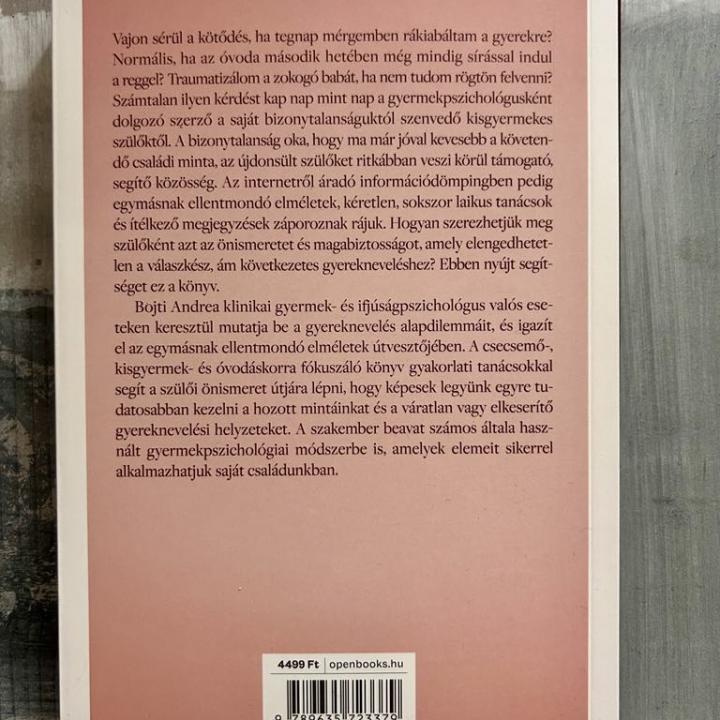 Vajon sérül a kötődés, ha tegnap mérgemben rákiabáltam a gyerekre?
Normális, ha az óvoda második hetében még mindig sírással indul
a reggel? Traumatizálom a zokogó babát, ha nem tudom rögtön felvenni?
Számtalan ilyen kérdést kap nap mint nap a gyermekpszichológusként
dolgozó szerző a saját bizonytalanságuktól szenvedő kisgyermekes
szülőktől. A bizonytalanság oka, hogy ma már jóval kevesebb a követen-
dő családi minta, az újdonsült szülőket ritkábban veszi körül támogató,
segítő közösség. Az internetről áradó információdömpingben pedig
egymásnak ellentmondó elméletek, kéretlen, sokszor laikus tanácsok
és ítélkező megjegyzések záporoznak rájuk. Hogyan szerezhetjük meg
szülőként azt az önismeretet és magabiztosságot, amely elengedhetet-
len a válaszkész, ám következetes gyerekneveléshez? Ebben nyújt segít-
séget ez a könyv.
Bojti Andrea klinikai gyermek- és ifjúságpszichológus valós ese-
teken keresztül mutatja be a gyereknevelés alapdilemmáit, és igazít
el az egymásnak ellentmondó elméletek útvesztőjében. A csecsemő-,
kisgyermek- és óvodáskorra fókuszáló könyv gyakorlati tanácsokkal
segít a szülői önismeret útjára lépni, hogy képesek legyünk egyre tu-
datosabban kezelni a hozott mintáinkat és a váratlan vagy elkeserítő
gyereknevelési helyzeteket. A szakember beavat számos általa hasz-
nált gyermekpszichológiai módszerbe is, amelyek elemeit sikerrel
alkalmazhatjuk saját családunkban.
4499 Ft | openbooks.hu
9 789635 723379